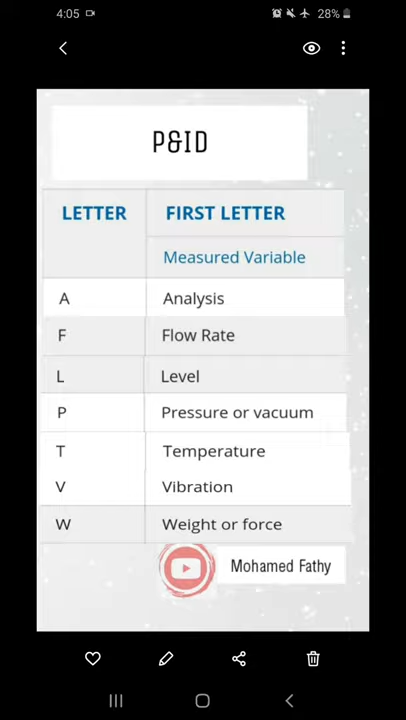 4:05
28%
P&ID
LETTER FIRST LETTER
Measured Variable
A Analysis
F Flow Rate
L Level
P Pressure or vacuum
T Temperature
V Vibration
W Weight or force
Mohamed Fathy